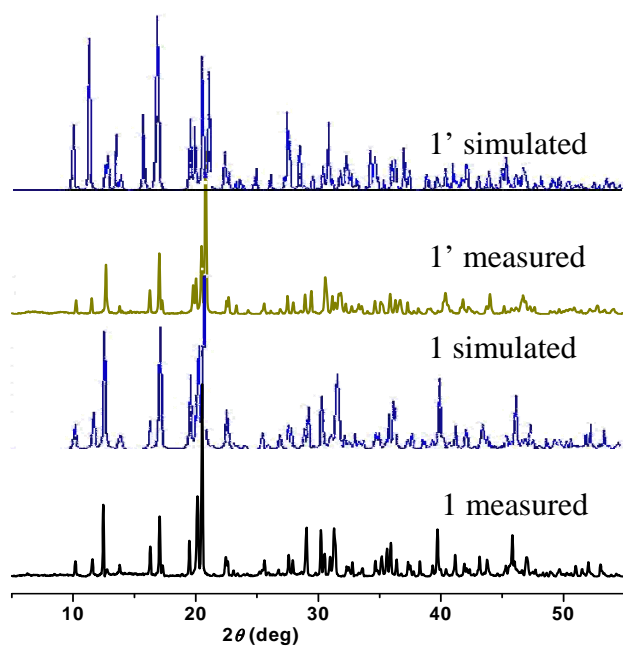 1’ simulated
1’ measured
1 simulated
1 measured
10 20 30 40 50
2θ (deg)